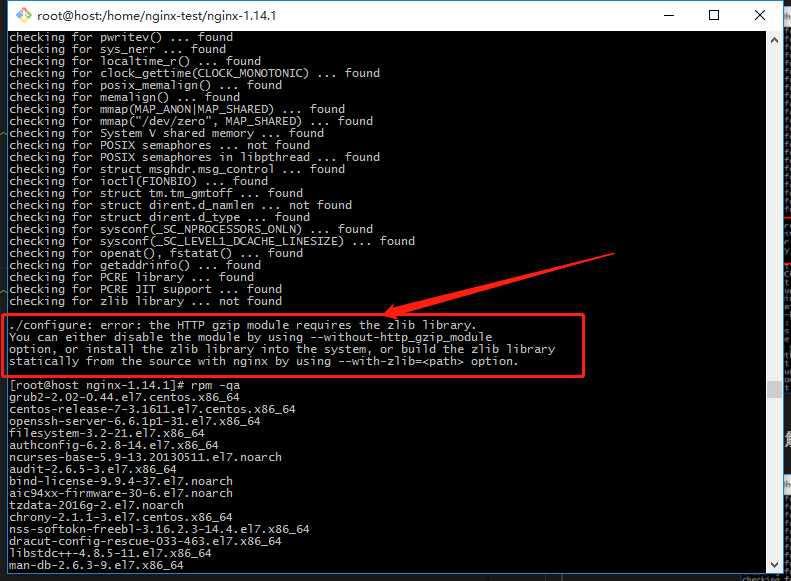 root@host:/home/nginx-test/nginx-1.14.1
checking for pwritev() ... found
checking for sys_nerr ... found
checking for localtime_r() ... found
checking for clock_gettime(CLOCK_MONOTONIC) ... found
checking for posix_memalign() ... found
checking for memalign() ... found
checking for mmap(MAP_ANON|MAP_SHARED) ... found
checking for mmap("/dev/zero", MAP_SHARED) ... found
checking for System V shared memory ... found
checking for POSIX semaphores ... not found
checking for POSIX semaphores in libpthread ... found
checking for struct msghdr.msg_control ... found
checking for ioctl(FIONBIO) ... found
checking for struct tm.tm_gmtoff ... found
checking for struct dirent.d_namlen ... not found
checking for struct dirent.d_type ... found
checking for sysconf(_SC_NPROCESSORS_ONLN) ... found
checking for sysconf(_SC_LEVEL1_DCACHE_LINESIZE) ... found
checking for openat(), fstatat() ... found
checking for getaddrinfo() ... found
checking for PCRE library ... found
checking for PCRE JIT support ... found
checking for zlib library ... not found
./configure: error: the HTTP gzip module requires the zlib library.
You can either disable the module by using --without-http_gzip_module
option, or install the zlib library into the system, or build the zlib library
statically from the source with nginx by using --with-zlib=<path> option.
[root@host nginx-1.14.1]# rpm -qa
grub2-2.02-0.44.el7.centos.x86_64
centos-release-7-3.1611.el7.centos.x86_64
openssh-server-6.6.1p1-31.el7.x86_64
filesystem-3.2-21.el7.x86_64
authconfig-6.2.8-14.el7.x86_64
ncurses-base-5.9-13.20130511.el7.noarch
audit-2.6.5-3.el7.x86_64
bind-license-9.9.4-37.el7.noarch
aic94xx-firmware-30-6.el7.noarch
tzdata-2016g-2.el7.noarch
chrony-2.1.1-3.el7.centos.x86_64
nss-softokn-freebl-3.16.2.3-14.4.el7.x86_64
dracut-config-rescue-033-463.el7.x86_64
libstdc++-4.8.5-11.el7.x86_64
man-db-2.6.3-9.el7.x86_64